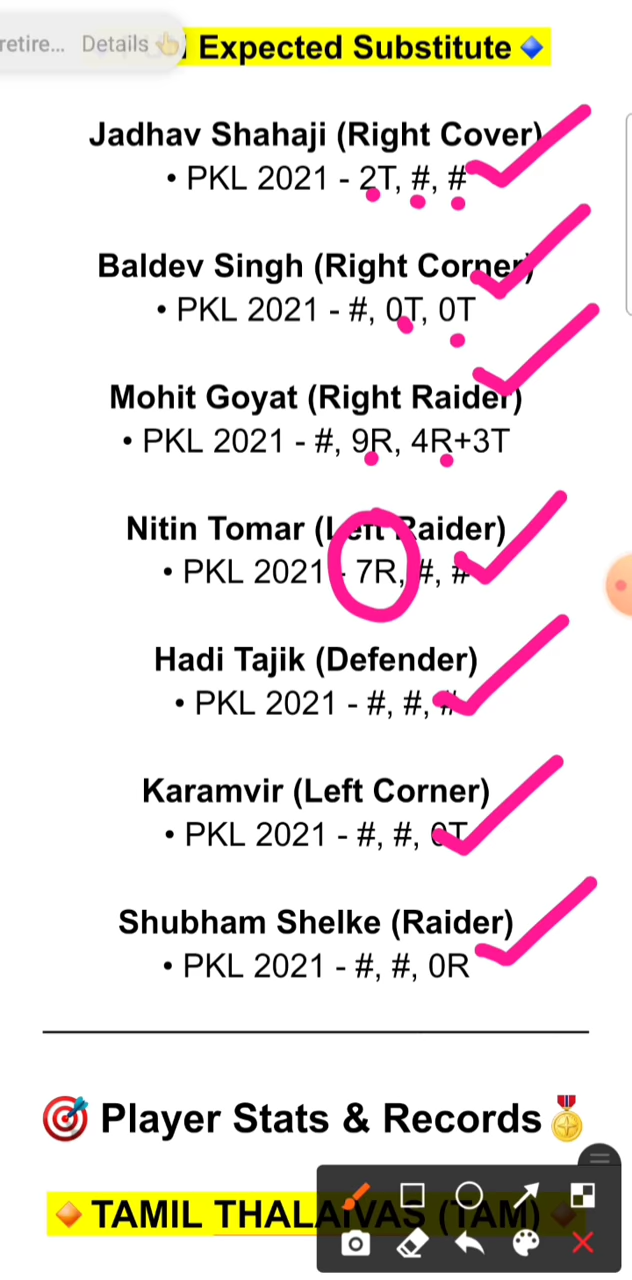 retire... Details 👆
Expected Substitute 🔹
Jadhav Shahaji (Right Cover)
• PKL 2021 - 2T, #, #
Baldev Singh (Right Corner)
• PKL 2021 - #, 0T, 0T
Mohit Goyat (Right Raider)
• PKL 2021 - #, 9R, 4R+3T
Nitin Tomar (Left Raider)
• PKL 2021 - 7R, #, #
Hadi Tajik (Defender)
• PKL 2021 - #, #, #
Karamvir (Left Corner)
• PKL 2021 - #, #, 0T
Shubham Shelke (Raider)
• PKL 2021 - #, #, 0R
🎯 Player Stats & Records 🎖
🔸 TAMIL THALAIVAS (TAM) 🔸